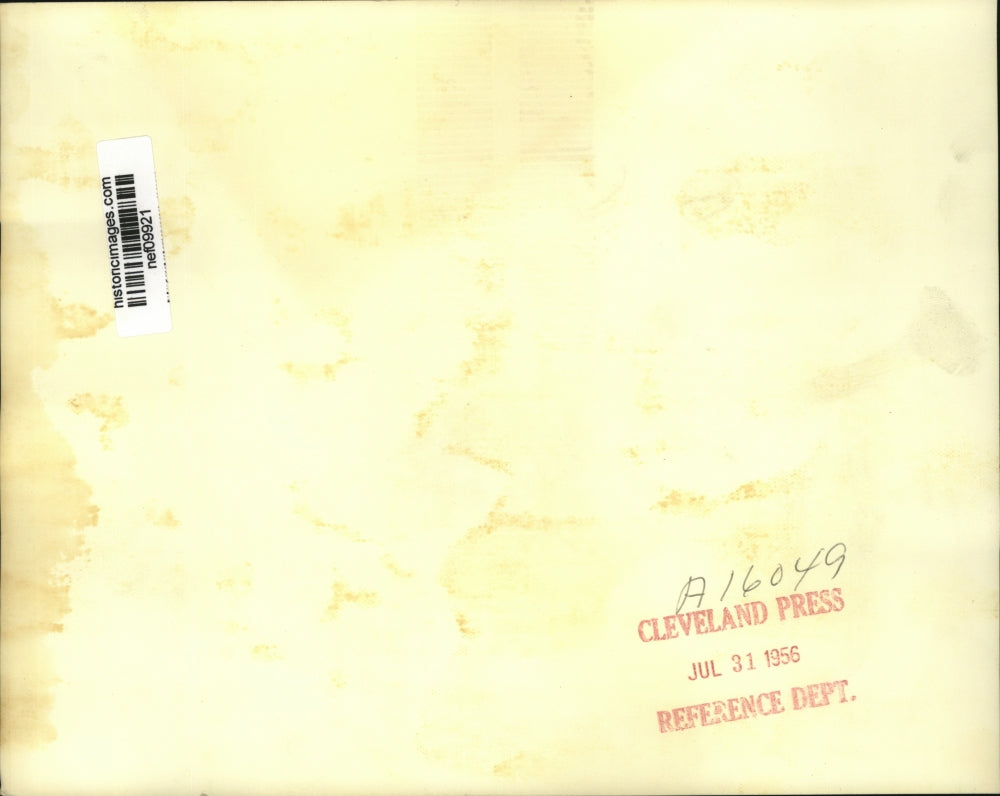 historicimages.com
nef09921
A16049
CLEVELAND PRESS
JUL 31 1956
REFERENCE DEPT.